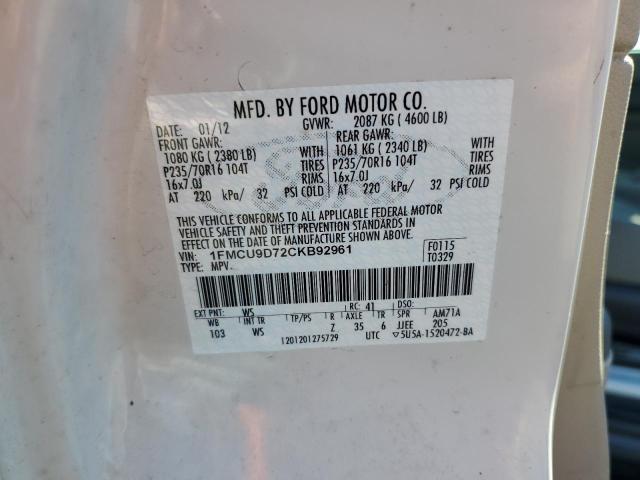 MFD. BY FORD MOTOR CO.
DATE: 01/12 GVWR: 2087 KG ( 4600 LB)
FRONT GAWR: REAR GAWR:
1080 KG ( 2380 LB) WITH 1061 KG ( 2340 LB) WITH
P235/70R16 104T TIRES P235/70R16 104T TIRES
16x7.0J RIMS 16x7.0J RIMS
AT 220 kPa/ 32 PSI COLD AT 220 kPa/ 32 PSI COLD
THIS VEHICLE CONFORMS TO ALL APPLICABLE FEDERAL MOTOR
VEHICLE SAFETY AND THEFT PREVENTION STANDARDS IN
EFFECT ON THE DATE OF MANUFACTURE SHOWN ABOVE.
VIN: 1FMCU9D72CKB92961 F0115
TYPE: MPV T0329
EXT PNT: WS RC: 41 DSO:
WB INT TR TP/PS R AXLE TR SPR AM71A
103 WS Z 35 6 JJEE 205
1201201275729 UTC ▽5U5A-1520472-BA